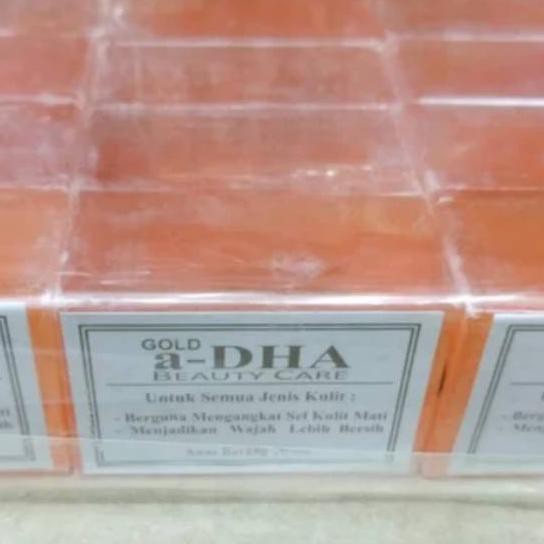 GOLD
a-DHA
BEAUTY CARE
Untuk Semua Jenis Kulit :
- Berguna Mengangkat Sel Kulit Mati
- Menjadikan Wajah Lebih Bersih